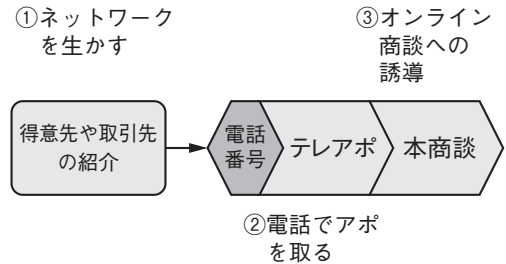 ①ネットワーク
を生かす
③オンライン
商談への
誘導
得意先や取引先
の紹介
電話
番号
テレアポ
本商談
②電話でアポ
を取る